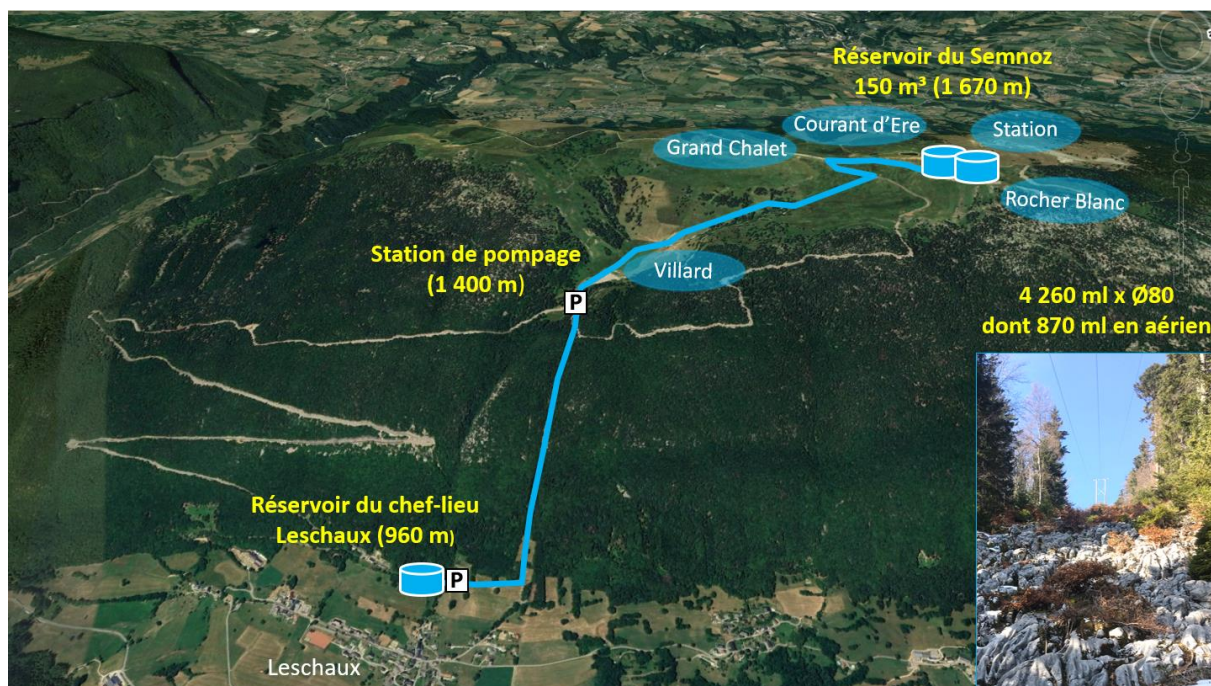 Réservoir du Semnoz
150 m³ (1 670 m)
Courant d'Ere
Station
Grand Chalet
Rocher Blanc
Station de pompage
(1 400 m)
Villard
P
4 260 ml x Ø80
dont 870 ml en aérien
Réservoir du chef-lieu
Leschaux (960 m)
P
Leschaux